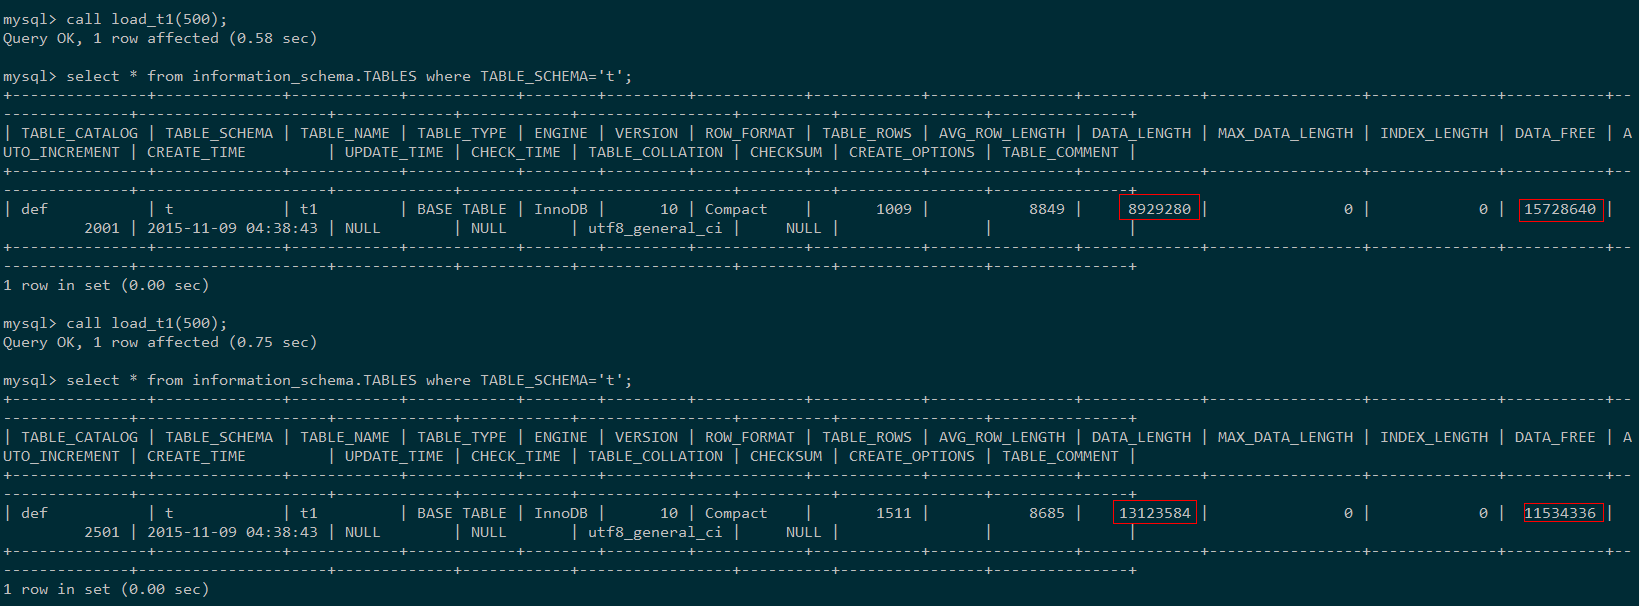 mysql> call load_t1(500);
Query OK, 1 row affected (0.58 sec)
mysql> select * from information_schema.TABLES where TABLE_SCHEMA='t';
+---------------+--------------+------------+------------+--------+---------+------------+------------+----------------+-------------+-----------------+--------------+-----------+--
--------------+---------------------+-------------+------------+-----------------+----------+----------------+---------------+
| TABLE_CATALOG | TABLE_SCHEMA | TABLE_NAME | TABLE_TYPE | ENGINE | VERSION | ROW_FORMAT | TABLE_ROWS | AVG_ROW_LENGTH | DATA_LENGTH | MAX_DATA_LENGTH | INDEX_LENGTH | DATA_FREE | A
UTO_INCREMENT | CREATE_TIME         | UPDATE_TIME | CHECK_TIME | TABLE_COLLATION | CHECKSUM | CREATE_OPTIONS | TABLE_COMMENT |
+---------------+--------------+------------+------------+--------+---------+------------+------------+----------------+-------------+-----------------+--------------+-----------+--
--------------+---------------------+-------------+------------+-----------------+----------+----------------+---------------+
| def           | t            | t1         | BASE TABLE | InnoDB |      10 | Compact    |       1009 |           8849 |     8929280 |               0 |            0 |  15728640 |
         2001 | 2015-11-09 04:38:43 | NULL        | NULL       | utf8_general_ci |     NULL |                |               |
+---------------+--------------+------------+------------+--------+---------+------------+------------+----------------+-------------+-----------------+--------------+-----------+--
--------------+---------------------+-------------+------------+-----------------+----------+----------------+---------------+
1 row in set (0.00 sec)
mysql> call load_t1(500);
Query OK, 1 row affected (0.75 sec)
mysql> select * from information_schema.TABLES where TABLE_SCHEMA='t';
+---------------+--------------+------------+------------+--------+---------+------------+------------+----------------+-------------+-----------------+--------------+-----------+--
--------------+---------------------+-------------+------------+-----------------+----------+----------------+---------------+
| TABLE_CATALOG | TABLE_SCHEMA | TABLE_NAME | TABLE_TYPE | ENGINE | VERSION | ROW_FORMAT | TABLE_ROWS | AVG_ROW_LENGTH | DATA_LENGTH | MAX_DATA_LENGTH | INDEX_LENGTH | DATA_FREE | A
UTO_INCREMENT | CREATE_TIME         | UPDATE_TIME | CHECK_TIME | TABLE_COLLATION | CHECKSUM | CREATE_OPTIONS | TABLE_COMMENT |
+---------------+--------------+------------+------------+--------+---------+------------+------------+----------------+-------------+-----------------+--------------+-----------+--
--------------+---------------------+-------------+------------+-----------------+----------+----------------+---------------+
| def           | t            | t1         | BASE TABLE | InnoDB |      10 | Compact    |       1511 |           8685 |    13123584 |               0 |            0 |  11534336 |
         2501 | 2015-11-09 04:38:43 | NULL        | NULL       | utf8_general_ci |     NULL |                |               |
+---------------+--------------+------------+------------+--------+---------+------------+------------+----------------+-------------+-----------------+--------------+-----------+--
--------------+---------------------+-------------+------------+-----------------+----------+----------------+---------------+
1 row in set (0.00 sec)